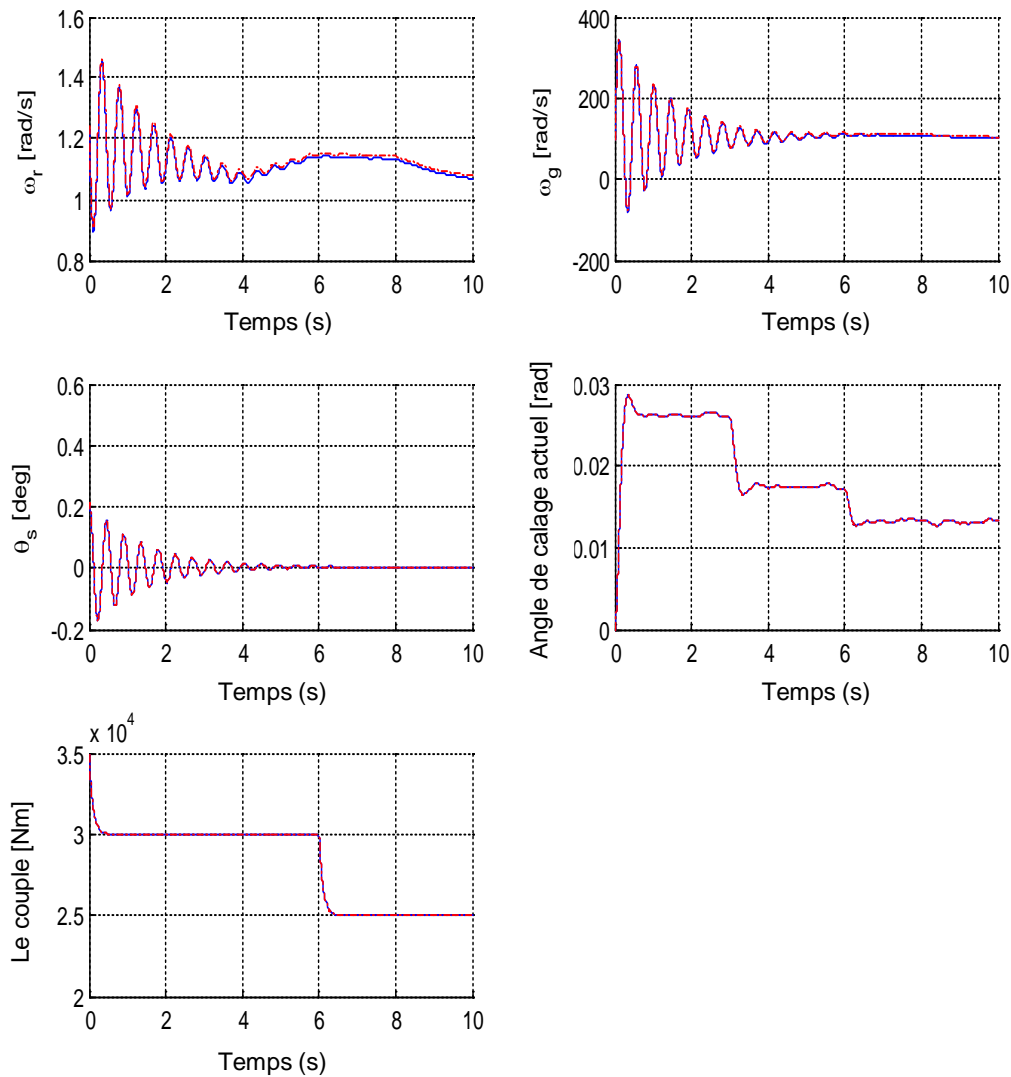 1.6
1.4
1.2
1
0.8
ω_r [rad/s]
0 2 4 6 8 10
Temps (s)
400
200
0
-200
ω_g [rad/s]
0 2 4 6 8 10
Temps (s)
0.6
0.4
0.2
0
-0.2
θ_s [deg]
0 2 4 6 8 10
Temps (s)
0.03
0.02
0.01
0
Angle de calage actuel [rad]
0 2 4 6 8 10
Temps (s)
x 10^4
3.5
3
2.5
2
Le couple [Nm]
0 2 4 6 8 10
Temps (s)